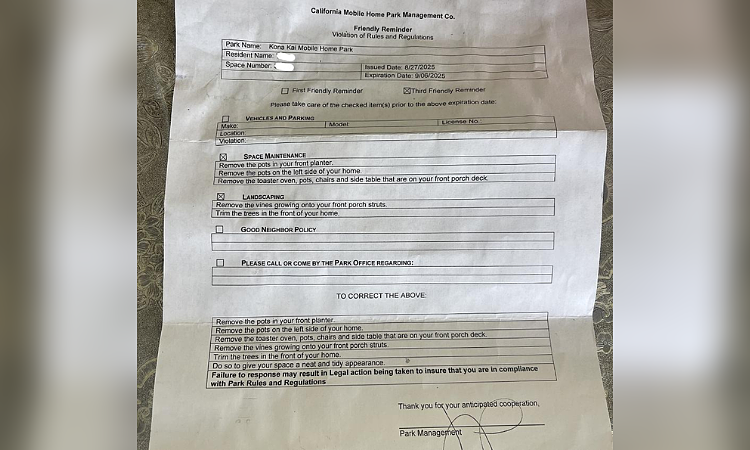 California Mobile Home Park Management Co.
Friendly Reminder
Violation of Rules and Regulations
Park Name: Kona Kai Mobile Home Park
Resident Name:
Space Number:
Issued Date: 8/27/2025
Expiration Date: 9/06/2025
First Friendly Reminder
Third Friendly Reminder
Please take care of the checked item(s) prior to the above expiration date:
VEHICLES AND PARKING
Make: Model: License No.:
Location:
Violation:
SPACE MAINTENANCE
Remove the pots in your front planter.
Remove the pots on the left side of your home.
Remove the toaster oven, pots, chairs and side table that are on your front porch deck.
LANDSCAPING
Remove the vines growing onto your front porch struts.
Trim the trees in the front of your home.
GOOD NEIGHBOR POLICY
PLEASE CALL OR COME BY THE PARK OFFICE REGARDING:
TO CORRECT THE ABOVE:
Remove the pots in your front planter.
Remove the pots on the left side of your home.
Remove the toaster oven, pots, chairs and side table that are on your front porch deck.
Remove the vines growing onto your front porch struts.
Trim the trees in the front of your home.
Do so to give your space a neat and tidy appearance.
Failure to response may result in Legal action being taken to insure that you are in compliance
with Park Rules and Regulations
Thank you for your anticipated cooperation,
Park Management